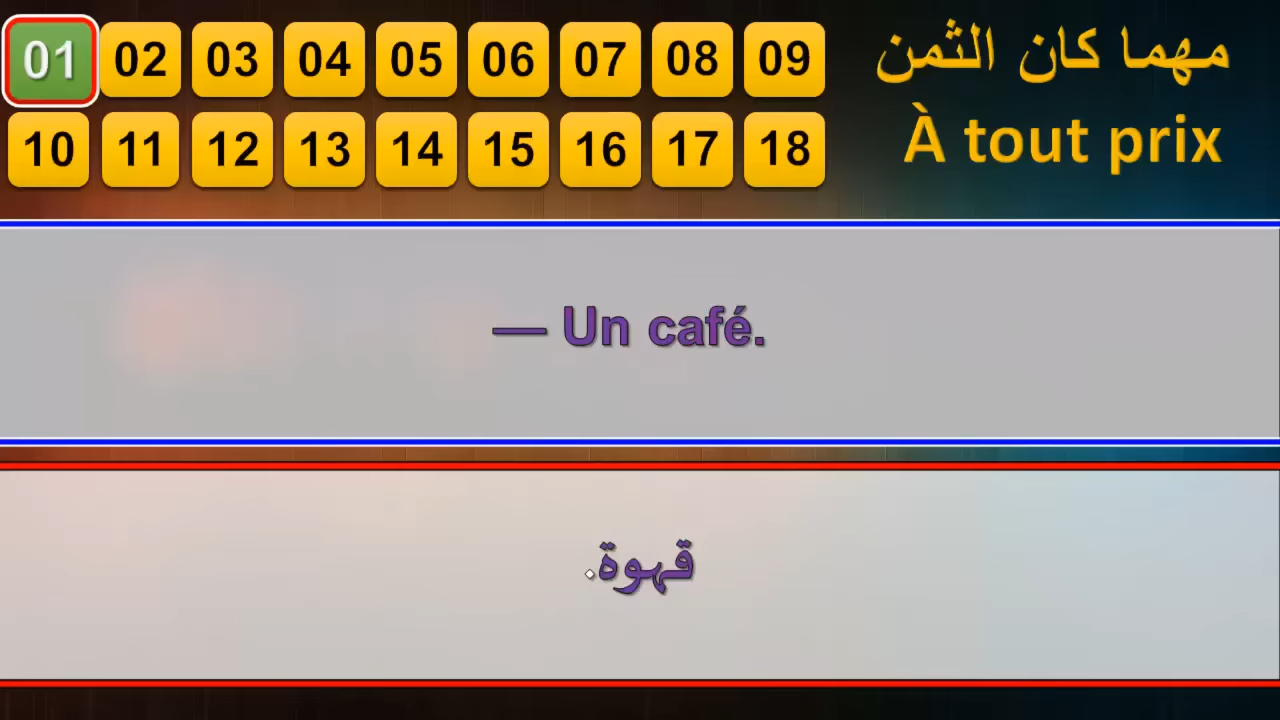 01 02 03 04 05 06 07 08 09
10 11 12 13 14 15 16 17 18
مهما كان الثمن
À tout prix
— Un café.
قهوة.